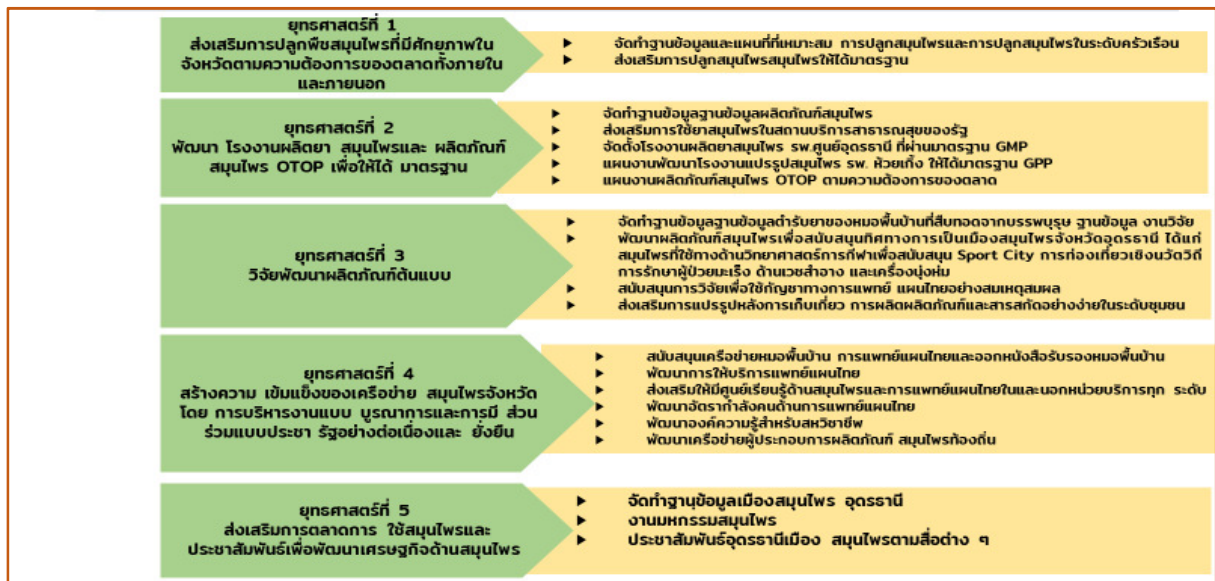 ยุทธศาสตร์ที่ 1
ส่งเสริมการปลูกพืชสมุนไพรที่มีศักยภาพใน
จังหวัดตามความต้องการของตลาดทั้งภายใน
และภายนอก
► จัดทำฐานข้อมูลและแผนที่ที่เหมาะสม การปลูกสมุนไพรและการปลูกสมุนไพรในระดับครัวเรือน
► ส่งเสริมการปลูกสมุนไพรสมุนไพรให้ได้มาตรฐาน
ยุทธศาสตร์ที่ 2
พัฒนา โรงงานผลิตยา สมุนไพรและ ผลิตภัณฑ์
สมุนไพร OTOP เพื่อให้ได้ มาตรฐาน
► จัดทำฐานข้อมูลฐานข้อมูลผลิตภัณฑ์สมุนไพร
► ส่งเสริมการใช้ยาสมุนไพรในสถานบริการสาธารณสุขของรัฐ
► จัดตั้งโรงงานผลิตยาสมุนไพร รพ.ศูนย์อุดรธานี ที่ผ่านมาตรฐาน GMP
► แผนงานพัฒนาโรงงานแปรรูปสมุนไพร รพ. ห้วยเกิ้ง ให้ได้มาตรฐาน GPP
► แผนงานผลิตภัณฑ์สมุนไพร OTOP ตามความต้องการของตลาด
ยุทธศาสตร์ที่ 3
วิจัยพัฒนาผลิตภัณฑ์ต้นแบบ
► จัดทำฐานข้อมูลฐานข้อมูลตำรับยาของหมอพื้นบ้านที่สืบทอดจากบรรพบุรุษ ฐานข้อมูล งานวิจัย
► พัฒนาผลิตภัณฑ์สมุนไพรเพื่อสนับสนุนทิศทางการเป็นเมืองสมุนไพรจังหวัดอุดรธานี ได้แก่
สมุนไพรที่ใช้ทางด้านวิทยาศาสตร์การกีฬาเพื่อสนับสนุน Sport City การท่องเที่ยวเชิงนวัตวิถี
การรักษาผู้ป่วยมะเร็ง ด้านเวชสำอาง และเครื่องนุ่งห่ม
► สนับสนุนการวิจัยเพื่อใช้กัญชาทางการแพทย์ แผนไทยอย่างสมเหตุสมผล
► ส่งเสริมการแปรรูปหลังการเก็บเกี่ยว การผลิตผลิตภัณฑ์และสารสกัดอย่างง่ายในระดับชุมชน
ยุทธศาสตร์ที่ 4
สร้างความ เข้มแข็งของเครือข่าย สมุนไพรจังหวัด
โดย การบริหารงานแบบ บูรณาการและการมี ส่วน
ร่วมแบบประชา รัฐอย่างต่อเนื่องและ ยั่งยืน
► สนับสนุนเครือข่ายหมอพื้นบ้าน การแพทย์แผนไทยและออกหนังสือรับรองหมอพื้นบ้าน
► พัฒนาการให้บริการแพทย์แผนไทย
► ส่งเสริมให้มีศูนย์เรียนรู้ด้านสมุนไพรและการแพทย์แผนไทยในและนอกหน่วยบริการทุก ระดับ
► พัฒนาอัตรากำลังคนด้านการแพทย์แผนไทย
► พัฒนาองค์ความรู้สำหรับสหวิชาชีพ
► พัฒนาเครือข่ายผู้ประกอบการผลิตภัณฑ์ สมุนไพรท้องถิ่น
ยุทธศาสตร์ที่ 5
ส่งเสริมการตลาดการ ใช้สมุนไพรและ
ประชาสัมพันธ์เพื่อพัฒนาเศรษฐกิจด้านสมุนไพร
► จัดทำฐานข้อมูลเมืองสมุนไพร อุดรธานี
► งานมหกรรมสมุนไพร
► ประชาสัมพันธ์อุดรธานีเมือง สมุนไพรตามสื่อต่าง ๆ